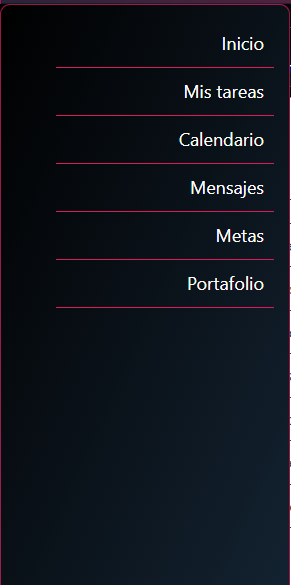 Inicio
Mis tareas
Calendario
Mensajes
Metas
Portafolio